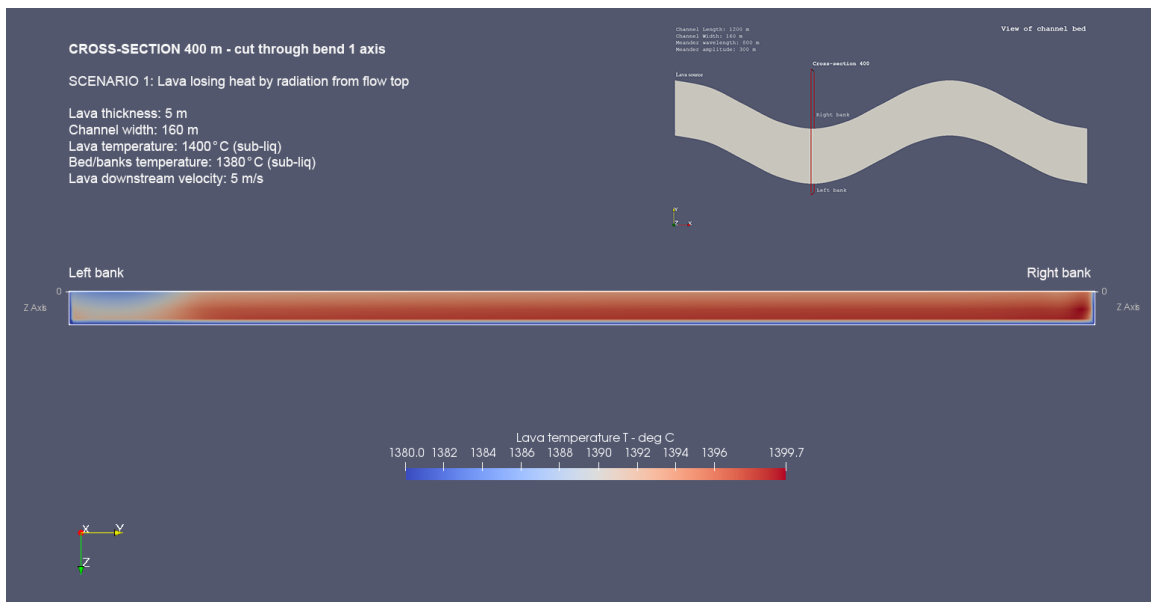 CROSS-SECTION 400 m - cut through bend 1 axis
SCENARIO 1: Lava losing heat by radiation from flow top
Lava thickness: 5 m
Channel width: 160 m
Lava temperature: 1400°C (sub-liq)
Bed/banks temperature: 1380°C (sub-liq)
Lava downstream velocity: 5 m/s
Channel Length: 1200 m
Channel Width: 160 m
Meander wavelength: 800 m
Meander amplitude: 300 m
View of channel bed
Cross-section 400
Lava source
Right bank
Left bank
Y
Z X
Left bank
Right bank
0
0
Z Axis
Z Axis
Lava temperature T - deg C
1380.0 1382 1384 1386 1388 1390 1392 1394 1396 1399.7
X Y
Z